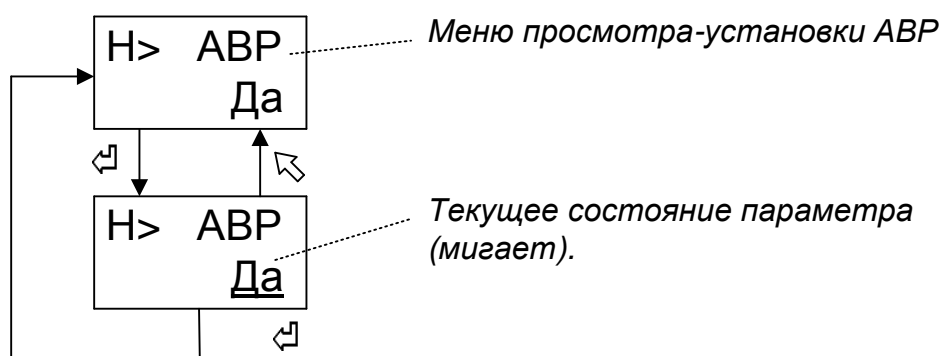 Н> АВР
Да
Меню просмотра-установки АВР
Н> АВР
Да
Текущее состояние параметра
(мигает).